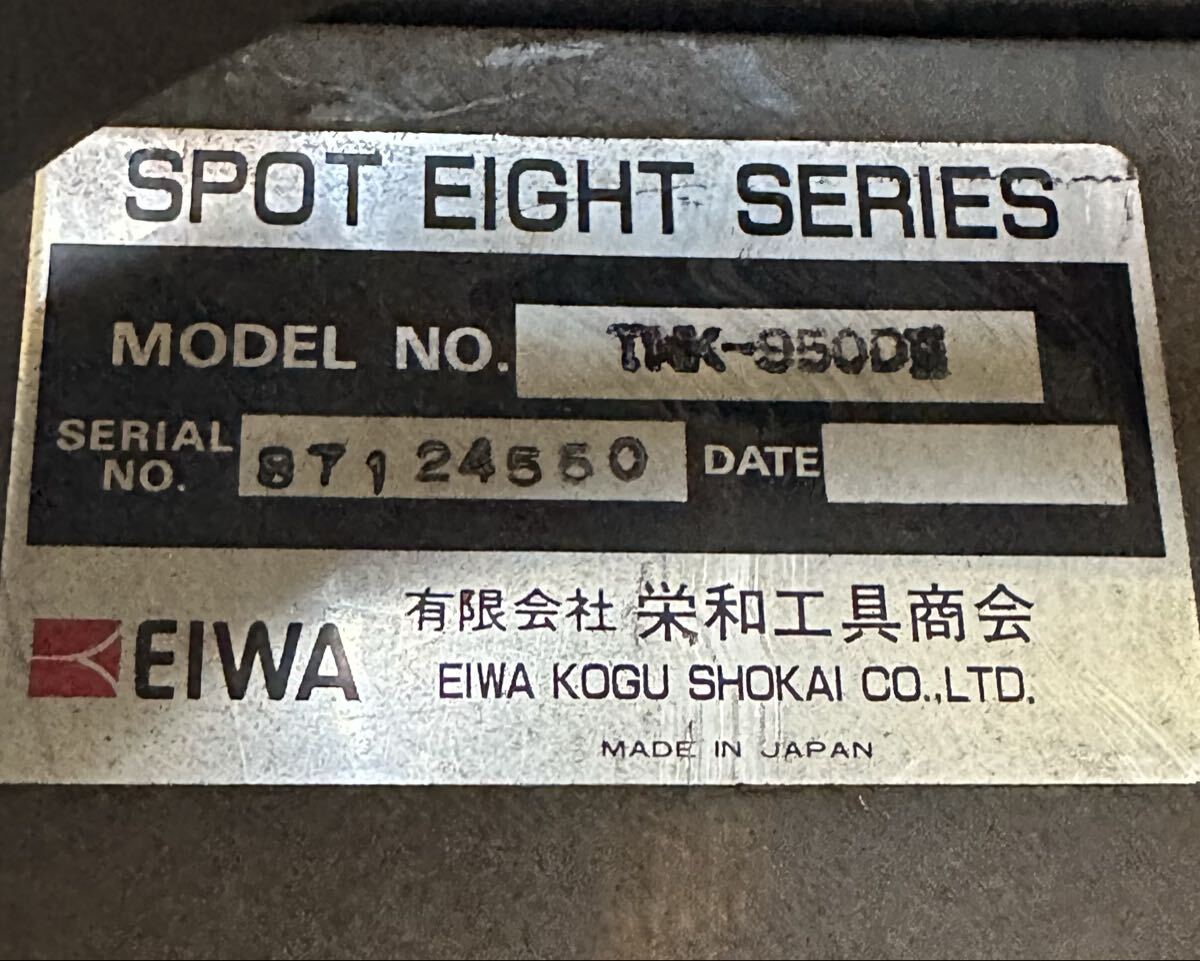 SPOT EIGHT SERIES
MODEL NO.
SERIAL NO. 87124550 DATE
EIWA 有限会社 栄和工具商会
EIWA KOGU SHOKAI CO.,LTD.
MADE IN JAPAN